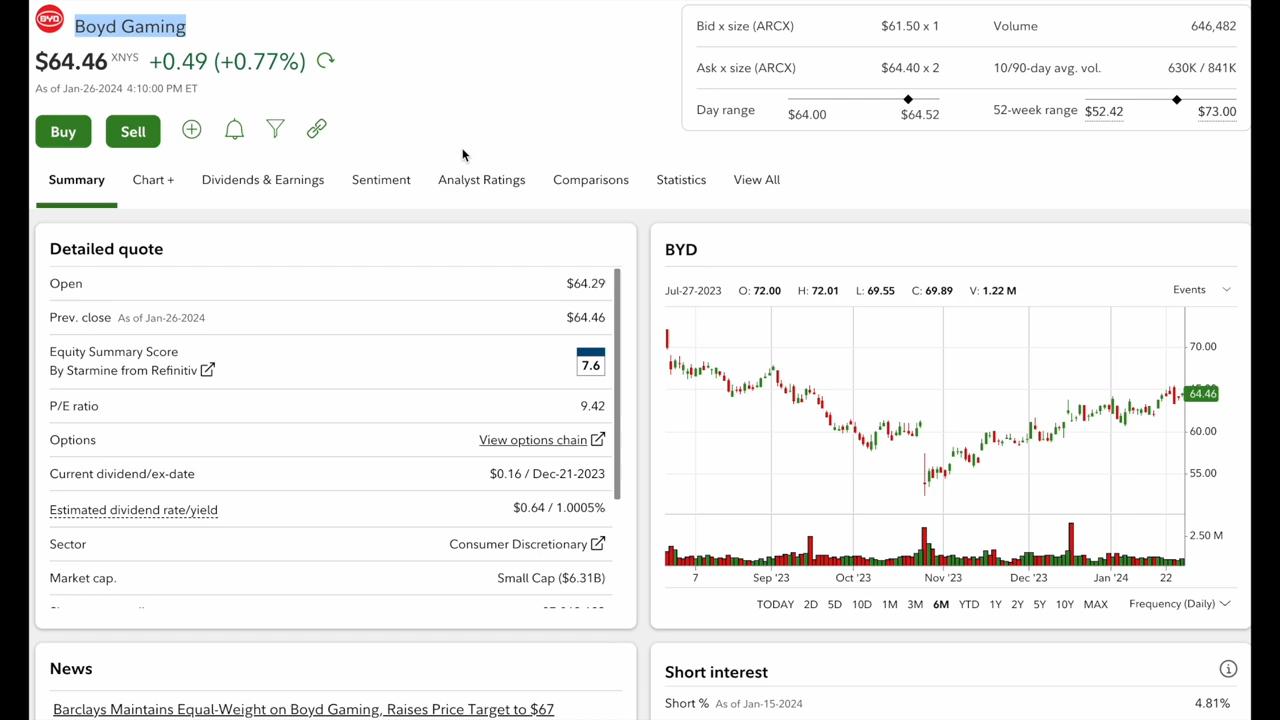 BYD
Boyd Gaming
$64.46 XNYS +0.49 (+0.77%)
As of Jan-26-2024 4:10:00 PM ET
Buy Sell
Bid x size (ARCX) $61.50 x 1 Volume 646,482
Ask x size (ARCX) $64.40 x 2 10/90-day avg. vol. 630K / 841K
Day range $64.00 $64.52 52-week range $52.42 $73.00
Summary Chart + Dividends & Earnings Sentiment Analyst Ratings Comparisons Statistics View All
Detailed quote
Open $64.29
Prev. close As of Jan-26-2024 $64.46
Equity Summary Score
By Starmine from Refinitiv 7.6
P/E ratio 9.42
Options View options chain
Current dividend/ex-date $0.16 / Dec-21-2023
Estimated dividend rate/yield $0.64 / 1.0005%
Sector Consumer Discretionary
Market cap. Small Cap ($6.31B)
BYD
Jul-27-2023 O: 72.00 H: 72.01 L: 69.55 C: 69.89 V: 1.22 M Events
70.00
64.46
60.00
55.00
2.50 M
7 Sep '23 Oct '23 Nov '23 Dec '23 Jan '24 22
TODAY 2D 5D 10D 1M 3M 6M YTD 1Y 2Y 5Y 10Y MAX Frequency (Daily)
News
Barclays Maintains Equal-Weight on Boyd Gaming, Raises Price Target to $67
Short interest
Short % As of Jan-15-2024 4.81%